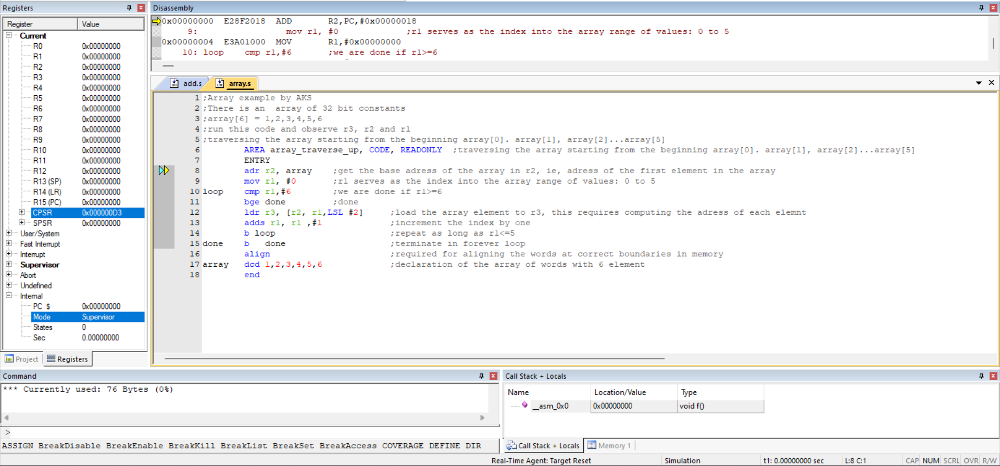 Registers
Register Value
Current
R0 0x00000000
R1 0x00000000
R2 0x00000000
R3 0x00000000
R4 0x00000000
R5 0x00000000
R6 0x00000000
R7 0x00000000
R8 0x00000000
R9 0x00000000
R10 0x00000000
R11 0x00000000
R12 0x00000000
R13 (SP) 0x00000000
R14 (LR) 0x00000000
R15 (PC) 0x00000000
CPSR 0x000000D3
SPSR 0x00000000
User/System
Fast Interrupt
Interrupt
Supervisor
Abort
Undefined
Internal
PC $ 0x00000000
Mode Supervisor
States 0
Sec 0.00000000
Project Registers
Disassembly
0x00000000 E28F2018 ADD R2,PC,#0x00000018
9: mov r1, #0 ;r1 serves as the index into the array range of values: 0 to 5
0x00000004 E3A01000 MOV R1,#0x00000000
10: loop cmp r1,#6 ;we are done if r1>=6
add.s array.s
1 ;Array example by AKS
2 ;There is an array of 32 bit constants
3 ;array[6] = 1,2,3,4,5,6
4 ;run this code and observe r3, r2 and r1
5 ;traversing the array starting from the beginning array[0]. array[1], array[2]...array[5]
6 AREA array_traverse_up, CODE, READONLY ;traversing the array starting from the beginning array[0]. array[1], array[2]...array[5]
7 ENTRY
8 adr r2, array ;get the base adress of the array in r2, ie, adress of the first element in the array
9 mov r1, #0 ;r1 serves as the index into the array range of values: 0 to 5
10 loop cmp r1,#6 ;we are done if r1>=6
11 bge done ;done
12 ldr r3, [r2, r1,LSL #2] ;load the array element to r3, this requires computing the adress of each elemnt
13 adds r1, r1 ,#1 ;increment the index by one
14 b loop ;repeat as long as r1<=5
15 done b done ;terminate in forever loop
16 align ;required for aligning the words at correct boundaries in memory
17 array dcd 1,2,3,4,5,6 ;declaration of the array of words with 6 element
18 end
Command
*** Currently used: 76 Bytes (0%)
>
ASSIGN BreakDisable BreakEnable BreakKill BreakList BreakSet BreakAccess COVERAGE DEFINE DIR
Call Stack + Locals
Name Location/Value Type
__asm_0x0 0x00000000 void f()
Call Stack + Locals Memory 1
Real-Time Agent: Target Reset Simulation t1: 0.00000000 sec L:8 C:1 CAP NUM SCRL OVR R/W